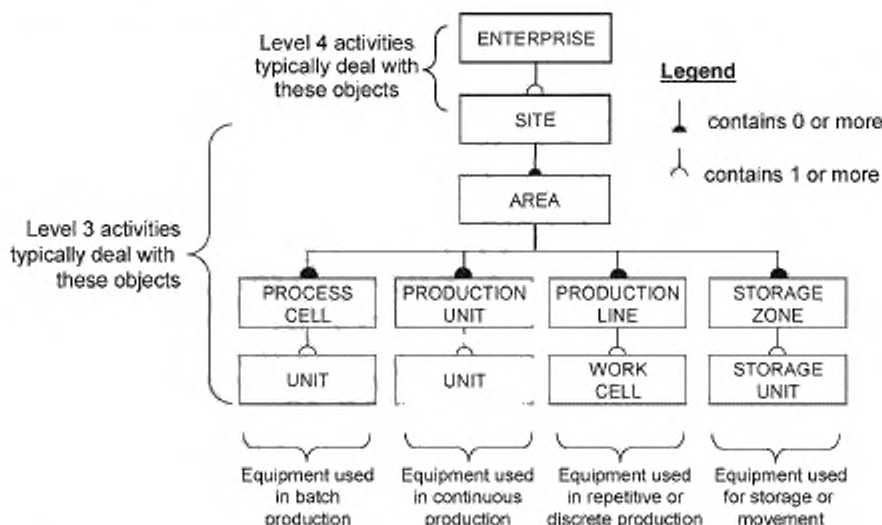 Level 4 activities
typically deal with
these objects
ENTERPRISE
SITE
AREA
Legend
contains 0 or more
contains 1 or more
Level 3 activities
typically deal with
these objects
PROCESS
CELL
PRODUCTION
UNIT
PRODUCTION
LINE
STORAGE
ZONE
UNIT
UNIT
WORK
CELL
STORAGE
UNIT
Equipment used
in batch
production
Equipment used
in continuous
production
Equipment used
in repetitive or
discrete production
Equipment used
for storage or
movement